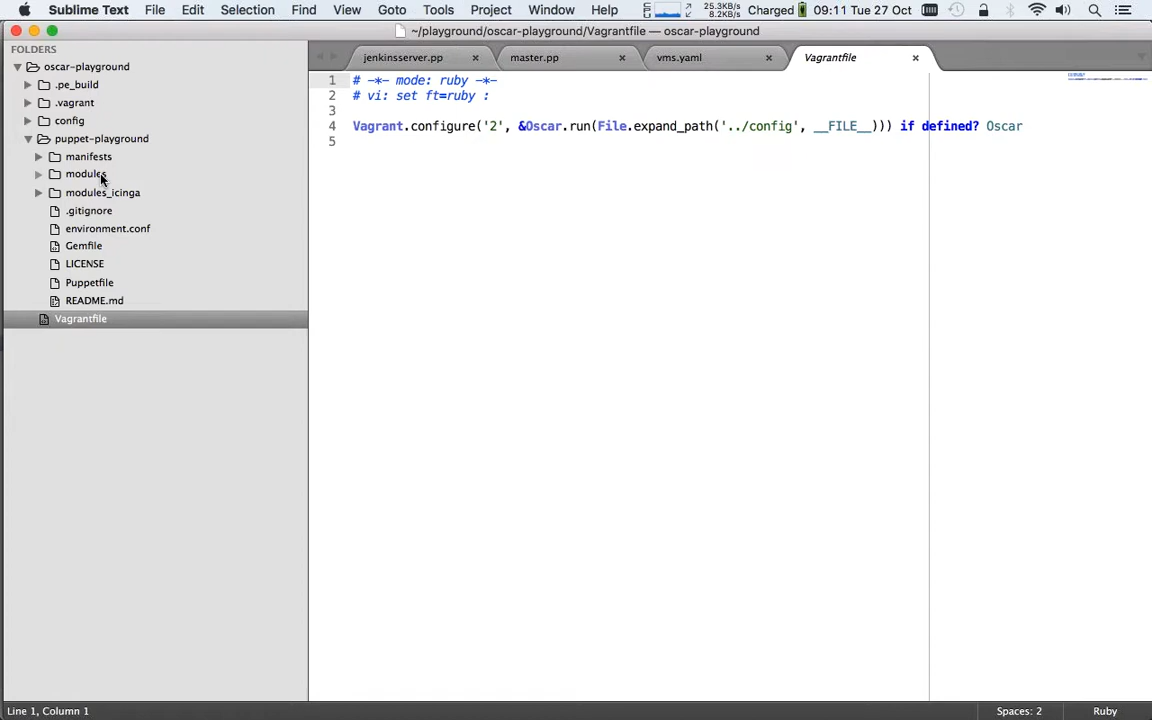 Sublime Text File Edit Selection Find View Goto Tools Project Window Help 25.3KB/s 8.2KB/s Charged 09:11 Tue 27 Oct
~/playground/oscar-playground/Vagrantfile — oscar-playground
FOLDERS
oscar-playground
.pe_build
.vagrant
config
puppet-playground
manifests
modules
modules_icinga
.gitignore
environment.conf
Gemfile
LICENSE
Puppetfile
README.md
Vagrantfile
jenkinsserver.pp × master.pp × vms.yaml × Vagrantfile ×
1 # -*- mode: ruby -*-
2 # vi: set ft=ruby :
3
4 Vagrant.configure('2', &Oscar.run(File.expand_path('../config', __FILE__))) if defined? Oscar
5
Line 1, Column 1 Spaces: 2 Ruby